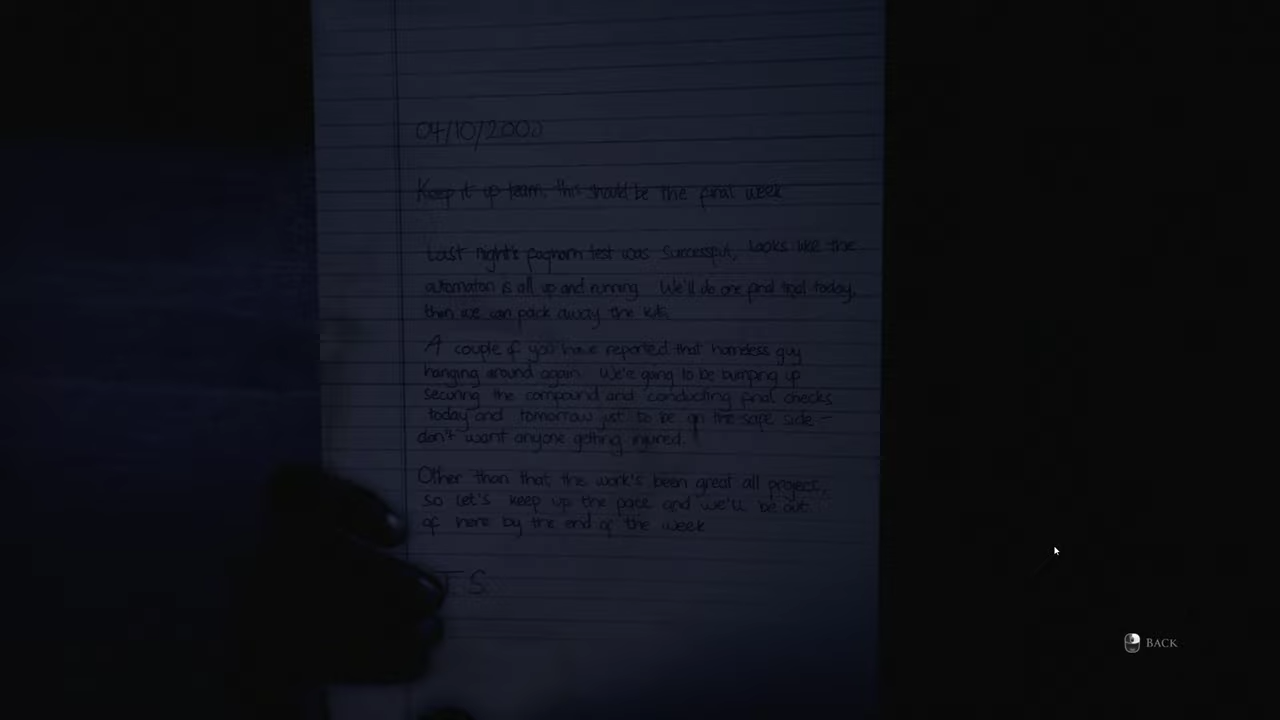 04/10/2000
Keep it up team, this should be the final week
Last night's foghorn test was successful, looks like the
automaton is all up and running. We'll do one final trial today,
then we can pack away the kit.
A couple of you have reported that homeless guy
hanging around again. We're going to be bumping up
securing the compound and conducting final checks
today and tomorrow just to be on the safe side -
don't want anyone getting injured.
Other than that the work's been great all project,
so let's keep up the pace and we'll be out
of here by the end of the week
BACK